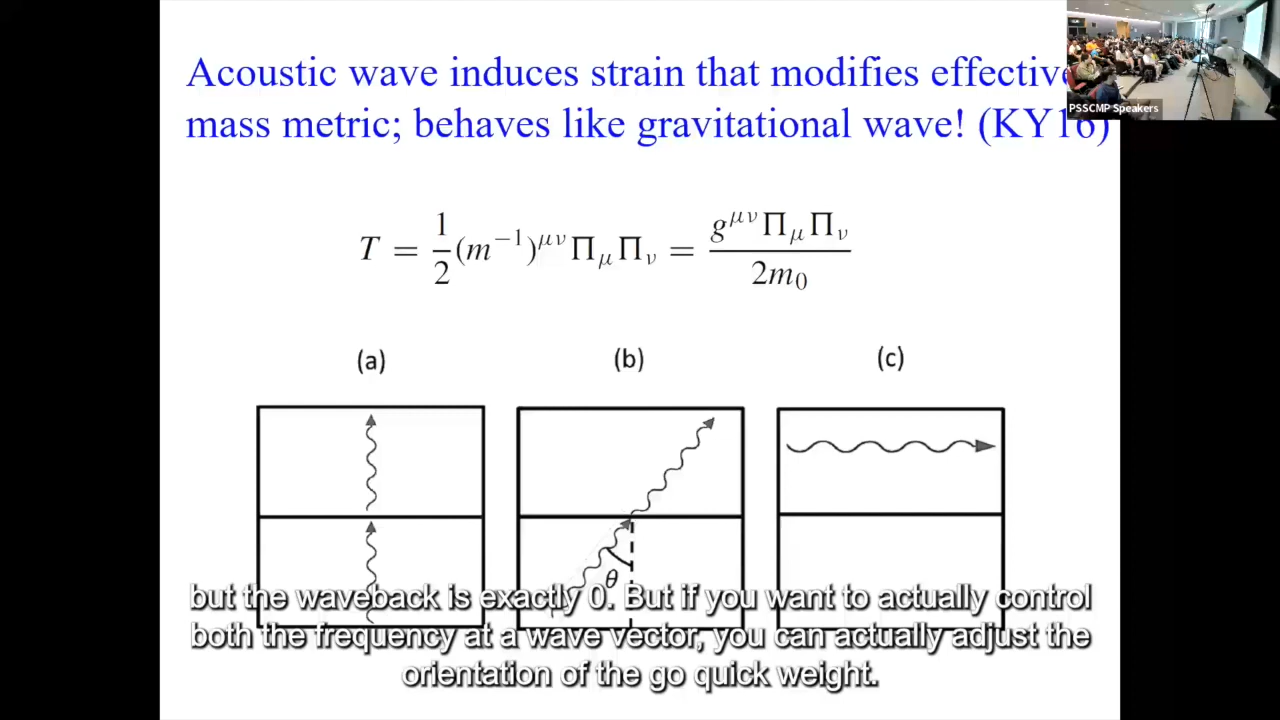 Acoustic wave induces strain that modifies effective
mass metric; behaves like gravitational wave! (KY16)
PSSCMP Speakers
T = \frac{1}{2}(m^{-1})^{μν} Π_μ Π_ν = \frac{g^{μν} Π_μ Π_ν}{2m_0}
(a) (b) (c)
θ
but the waveback is exactly 0. But if you want to actually control
both the frequency at a wave vector, you can actually adjust the
orientation of the go quick weight.